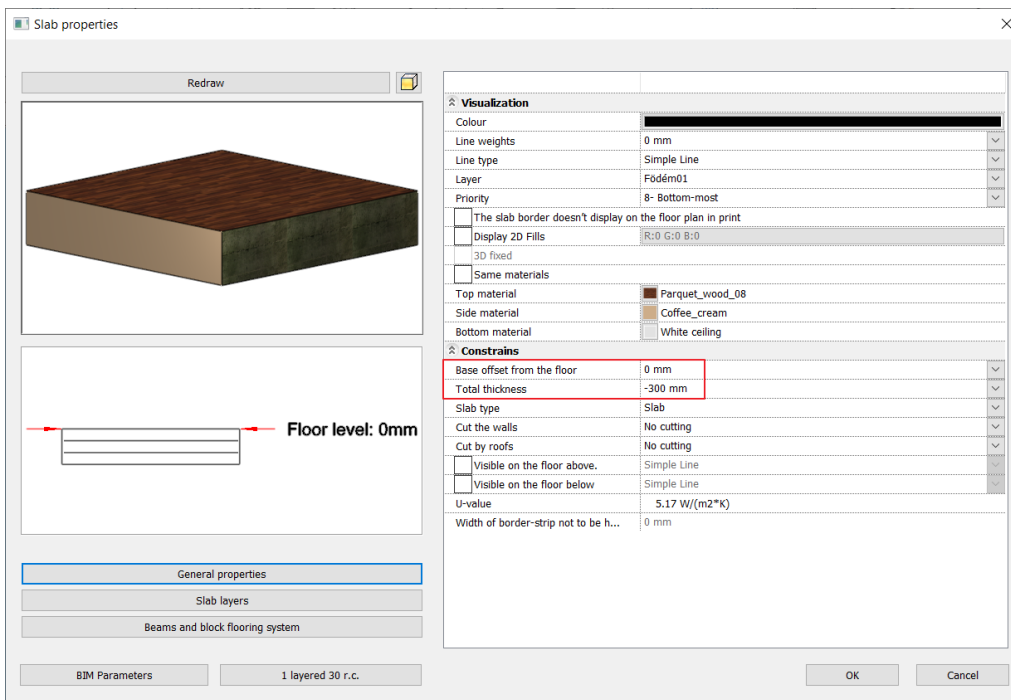 Slab properties
Redraw
Floor level: 0mm
General properties
Slab layers
Beams and block flooring system
BIM Parameters
1 layered 30 r.c.
Visualization
Colour
Line weights 0 mm
Line type Simple Line
Layer Födém01
Priority 8- Bottom-most
The slab border doesn't display on the floor plan in print
Display 2D Fills R:0 G:0 B:0
3D fixed
Same materials
Top material Parquet_wood_08
Side material Coffee_cream
Bottom material White ceiling
Constrains
Base offset from the floor 0 mm
Total thickness -300 mm
Slab type Slab
Cut the walls No cutting
Cut by roofs No cutting
Visible on the floor above. Simple Line
Visible on the floor below Simple Line
U-value 5.17 W/(m2*K)
Width of border-strip not to be h... 0 mm
OK
Cancel